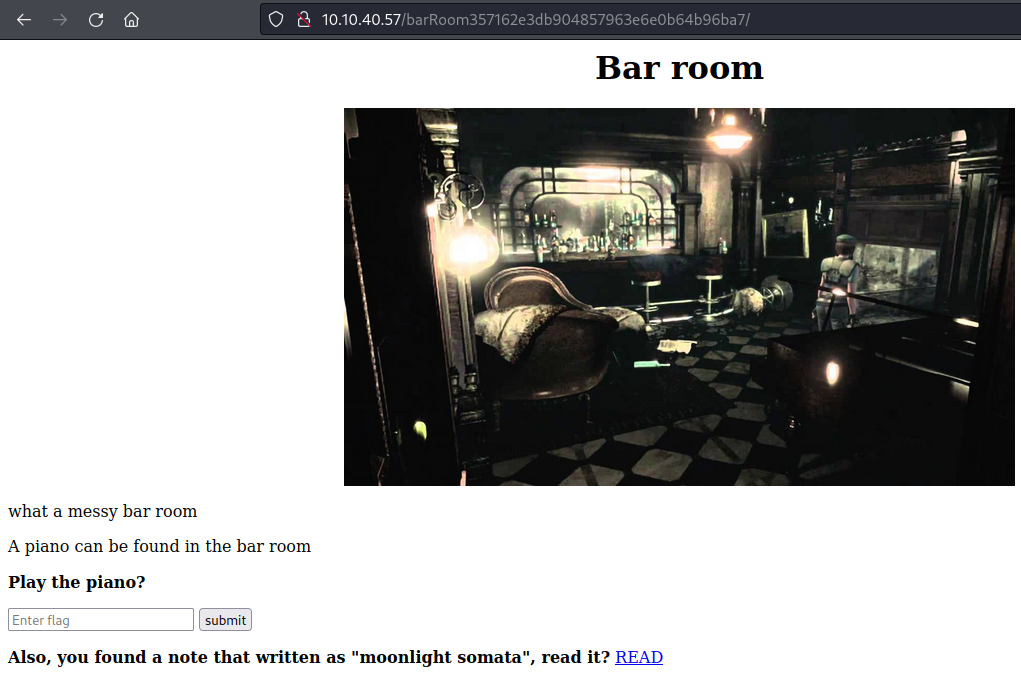 10.10.40.57/barRoom357162e3db904857963e6e0b64b96ba7/
Bar room
what a messy bar room
A piano can be found in the bar room
Play the piano?
Enter flag submit
Also, you found a note that written as "moonlight somata", read it? READ